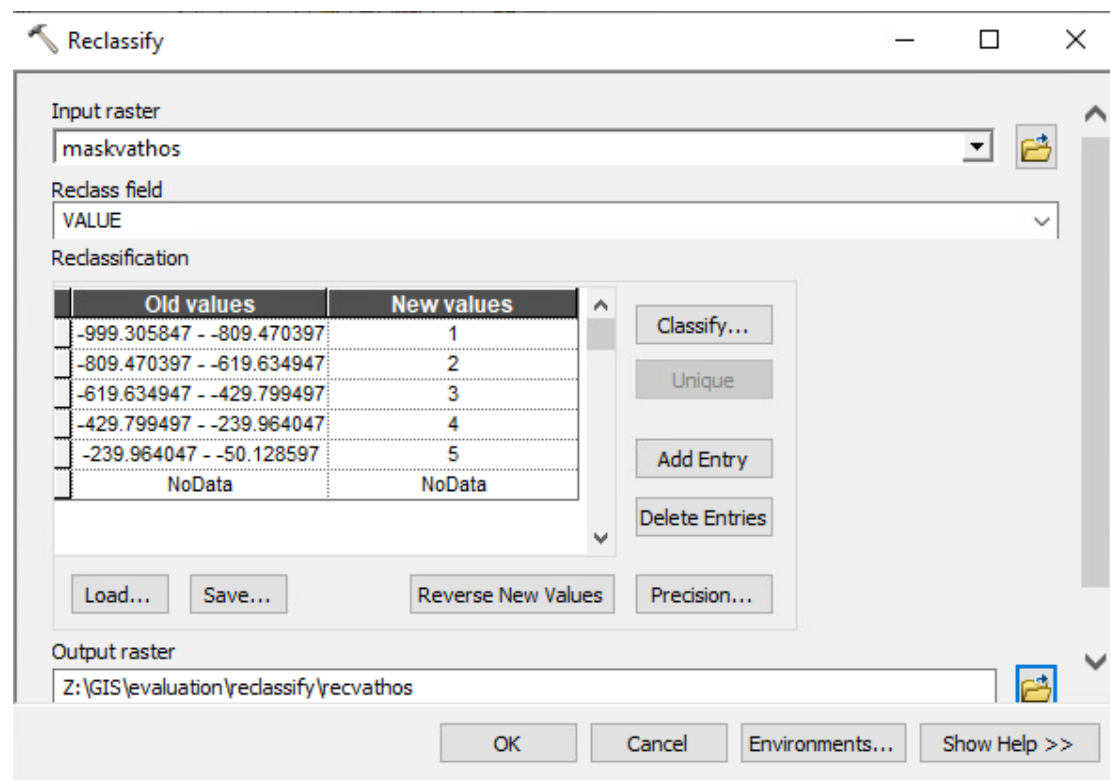 Reclassify
Input raster
maskvathos
Reclass field
VALUE
Reclassification
Old values New values
-999.305847 - -809.470397 1
-809.470397 - -619.634947 2
-619.634947 - -429.799497 3
-429.799497 - -239.964047 4
-239.964047 - -50.128597 5
NoData NoData
Classify...
Unique
Add Entry
Delete Entries
Load... Save... Reverse New Values Precision...
Output raster
Z:\GIS\evaluation\reclassify\recvathos
OK Cancel Environments... Show Help >>